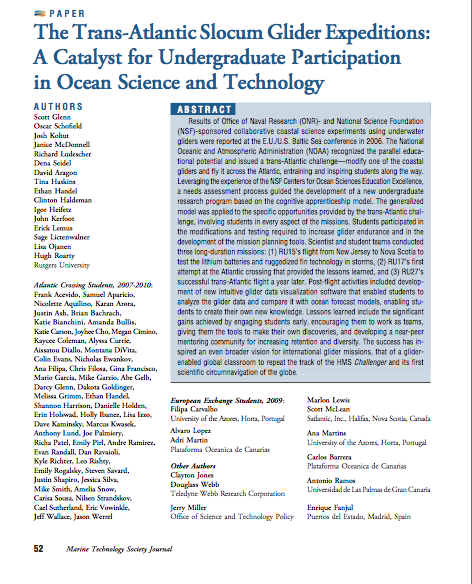 PAPER
The Trans-Atlantic Slocum Glider Expeditions:
A Catalyst for Undergraduate Participation
in Ocean Science and Technology
AUTHORS
Scott Glenn
Oscar Schofield
Josh Kohut
Janice McDonnell
Richard Ludescher
Dena Seidel
David Aragon
Tina Haskins
Ethan Handel
Clinton Haldeman
Igor Heifetz
John Kerfoot
Erick Lemus
Sage Lictenwalner
Lisa Ojanen
Hugh Roarty
Rutgers University
Atlantic Crossing Students, 2007-2010:
Frank Acevido, Samuel Aparicio,
Nicolette Aquilino, Karan Arora,
Justin Ash, Brian Bachrach,
Katie Bianchini, Amanda Bullis,
Katie Carson, Joyhee Cho, Megan Cimino,
Kaycee Coleman, Alyssa Currie,
Aissatou Diallo, Montana DiVita,
Colin Evans, Nicholas Ewankov,
Ana Filipa, Chris Filosa, Gina Francisco,
Mario Garcia, Mike Garzio, Abe Gelb,
Darcy Glenn, Dakota Goldinger,
Melissa Grimm, Ethan Handel,
Shannon Harrison, Danielle Holden,
Erin Holswad, Holly Ibanez, Lisa Izzo,
Dave Kaminsky, Marcus Kwasek,
Anthony Lund, Joe Palmiery,
Richa Patel, Emily Pirl, Andre Ramirez,
Evan Randall, Dan Ravaioli,
Kyle Richter, Leo Rishty,
Emily Rogalsky, Steven Savard,
Justin Shapiro, Jessica Silva,
Mike Smith, Amelia Snow,
Carisa Sousa, Nilsen Strandskov,
Cael Sutherland, Eric Vowinkle,
Jeff Wallace, Jason Werrel
ABSTRACT
Results of Office of Naval Research (ONR)- and National Science Foundation
(NSF)-sponsored collaborative coastal science experiments using underwater
gliders were reported at the E.U./U.S. Baltic Sea conference in 2006. The National
Oceanic and Atmospheric Administration (NOAA) recognized the parallel educa-
tional potential and issued a trans-Atlantic challenge—modify one of the coastal
gliders and fly it across the Atlantic, entraining and inspiring students along the way.
Leveraging the experience of the NSF Centers for Ocean Sciences Education Excellence,
a needs assessment process guided the development of a new undergraduate
research program based on the cognitive apprenticeship model. The generalized
model was applied to the specific opportunities provided by the trans-Atlantic chal-
lenge, involving students in every aspect of the missions. Students participated in
the modifications and testing required to increase glider endurance and in the
development of the mission planning tools. Scientist and student teams conducted
three long-duration missions: (1) RU15's flight from New Jersey to Nova Scotia to
test the lithium batteries and ruggedized fin technology in storms, (2) RU17's first
attempt at the Atlantic crossing that provided the lessons learned, and (3) RU27's
successful trans-Atlantic flight a year later. Post-flight activities included develop-
ment of new intuitive glider data visualization software that enabled students to
analyze the glider data and compare it with ocean forecast models, enabling stu-
dents to create their own new knowledge. Lessons learned include the significant
gains achieved by engaging students early, encouraging them to work as teams,
giving them the tools to make their own discoveries, and developing a near-peer
mentoring community for increasing retention and diversity. The success has in-
spired an even broader vision for international glider missions, that of a glider-
enabled global classroom to repeat the track of the HMS Challenger and its first
scientific circumnavigation of the globe.
European Exchange Students, 2009:
Filipa Carvalho
University of the Azores, Horta, Portugal
Alvaro Lopez
Adri Martin
Plataforma Oceanica de Canarias
Other Authors
Clayton Jones
Douglass Webb
Teledyne Webb Research Corporation
Jerry Miller
Office of Science and Technology Policy
Marlon Lewis
Scott McLean
Satlantic, Inc., Halifax, Nova Scotia, Canada
Ana Martins
University of the Azores, Horta, Portugal
Carlos Barrera
Plataforma Oceanica de Canarias
Antonio Ramos
Universidad de Las Palmas de Gran Canaria
Enrique Fanjul
Puertos del Estado, Madrid, Spain
52 Marine Technology Society Journal